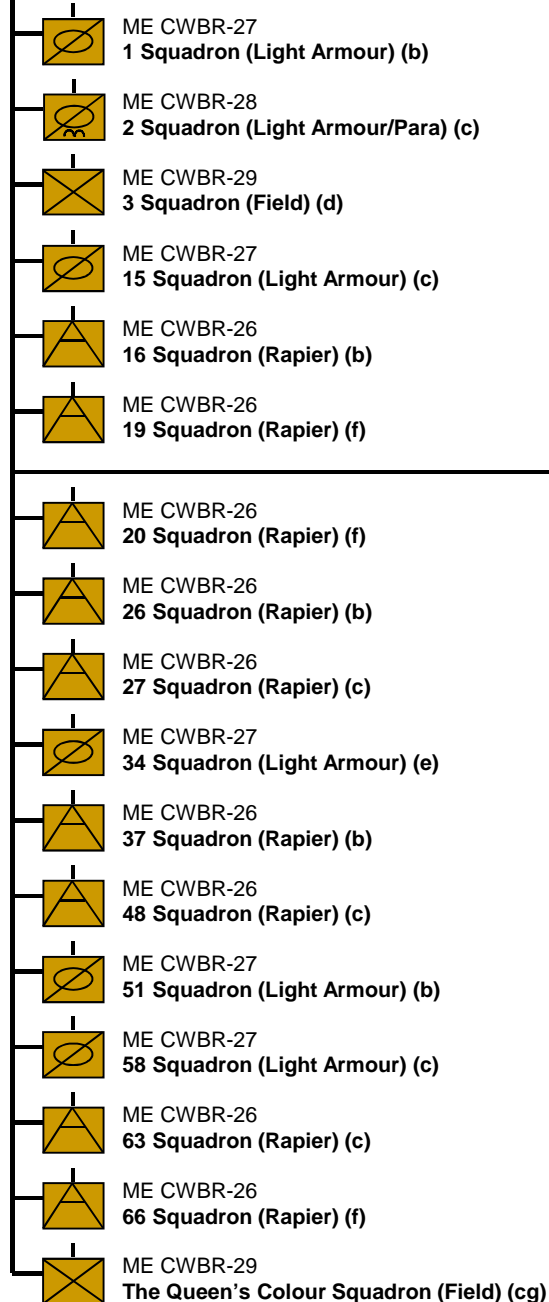 ME CWBR-27
1 Squadron (Light Armour) (b)
ME CWBR-28
2 Squadron (Light Armour/Para) (c)
ME CWBR-29
3 Squadron (Field) (d)
ME CWBR-27
15 Squadron (Light Armour) (c)
ME CWBR-26
16 Squadron (Rapier) (b)
ME CWBR-26
19 Squadron (Rapier) (f)
ME CWBR-26
20 Squadron (Rapier) (f)
ME CWBR-26
26 Squadron (Rapier) (b)
ME CWBR-26
27 Squadron (Rapier) (c)
ME CWBR-27
34 Squadron (Light Armour) (e)
ME CWBR-26
37 Squadron (Rapier) (b)
ME CWBR-26
48 Squadron (Rapier) (c)
ME CWBR-27
51 Squadron (Light Armour) (b)
ME CWBR-27
58 Squadron (Light Armour) (c)
ME CWBR-26
63 Squadron (Rapier) (c)
ME CWBR-26
66 Squadron (Rapier) (f)
ME CWBR-29
The Queen’s Colour Squadron (Field) (cg)